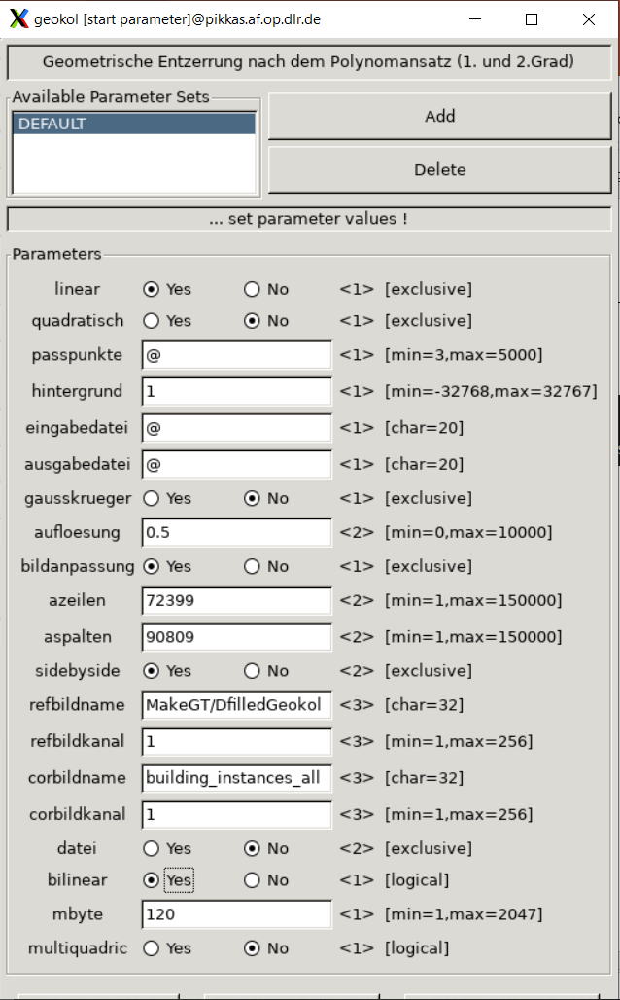 geokol [start parameter]@pikkas.af.op.dlr.de
Geometrische Entzerrung nach dem Polynomansatz (1. und 2.Grad)
Available Parameter Sets
DEFAULT
Add
Delete
... set parameter values !
Parameters
linear Yes No <1> [exclusive]
quadratisch Yes No <1> [exclusive]
passpunkte @ <1> [min=3,max=5000]
hintergrund 1 <1> [min=-32768,max=32767]
eingabedatei @ <1> [char=20]
ausgabedatei @ <1> [char=20]
gausskrueger Yes No <1> [exclusive]
aufloesung 0.5 <2> [min=0,max=10000]
bildanpassung Yes No <1> [exclusive]
azeilen 72399 <2> [min=1,max=150000]
aspalten 90809 <2> [min=1,max=150000]
sidebyside Yes No <2> [exclusive]
refbildname MakeGT/DfilledGeokol <3> [char=32]
refbildkanal 1 <3> [min=1,max=256]
corbildname building_instances_all <3> [char=32]
corbildkanal 1 <3> [min=1,max=256]
datei Yes No <2> [exclusive]
bilinear Yes No <1> [logical]
mbyte 120 <1> [min=1,max=2047]
multiquadric Yes No <1> [logical]